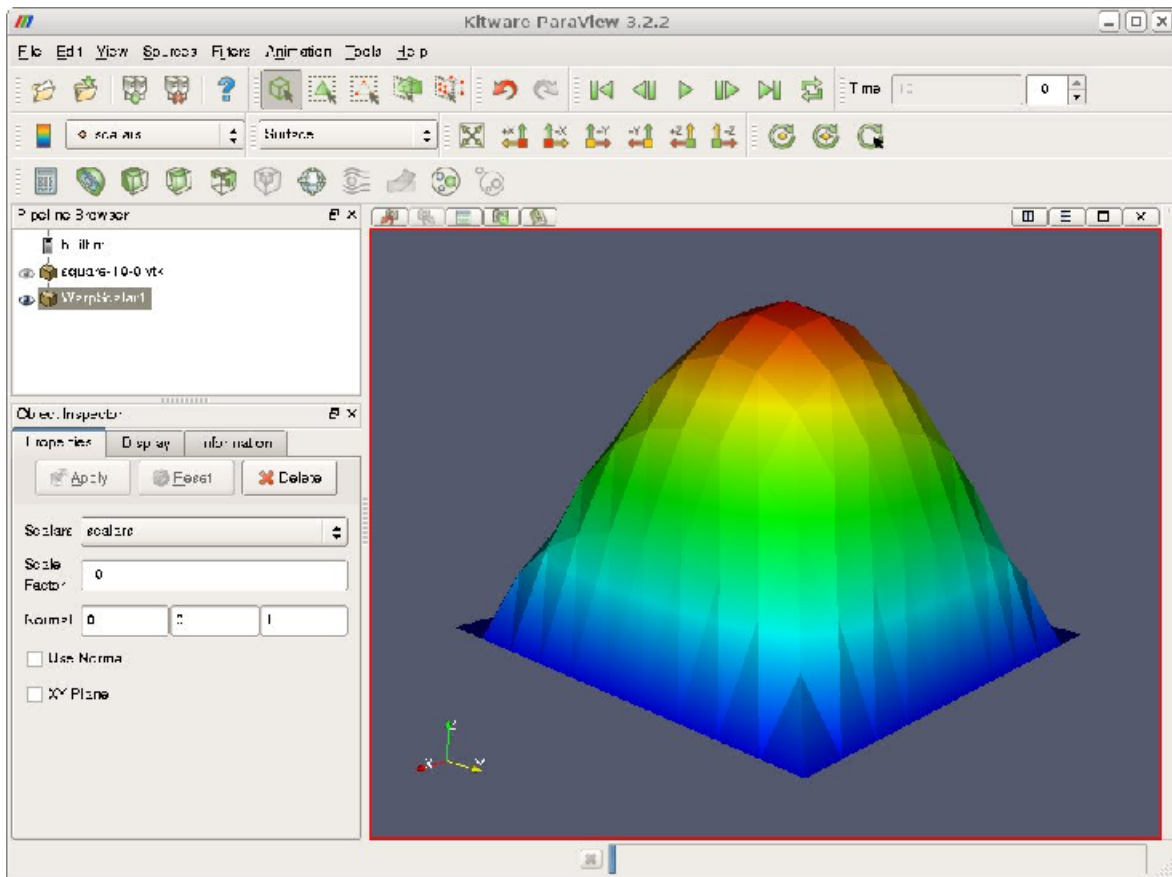 Kitware ParaView 3.2.2
File Edit View Sources Filters Animation Tools Help
Time 0
scalars Surface
+X -X +Y -Y +Z -Z
Pipeline Browser
builtin:
square-10-0.vtk
WarpScalar1
Object Inspector
Properties Display Information
Apply Reset Delete
Scalars scalars
Scale
Factor
Normal 0 0 1
Use Normal
XY Plane
Z
X Y